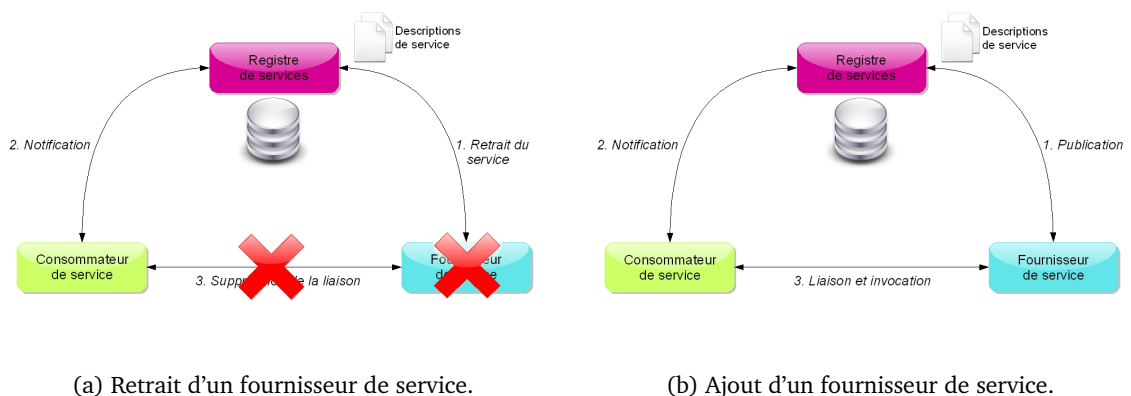 Descriptions
de service
Registre
de services
2. Notification
1. Retrait du
service
Consommateur
de service
3. de la liaison
(a) Retrait d'un fournisseur de service.
Descriptions
de service
Registre
de services
2. Notification
1. Publication
Consommateur
de service
Fournisseur
de service
3. Liaison et invocation
(b) Ajout d'un fournisseur de service.